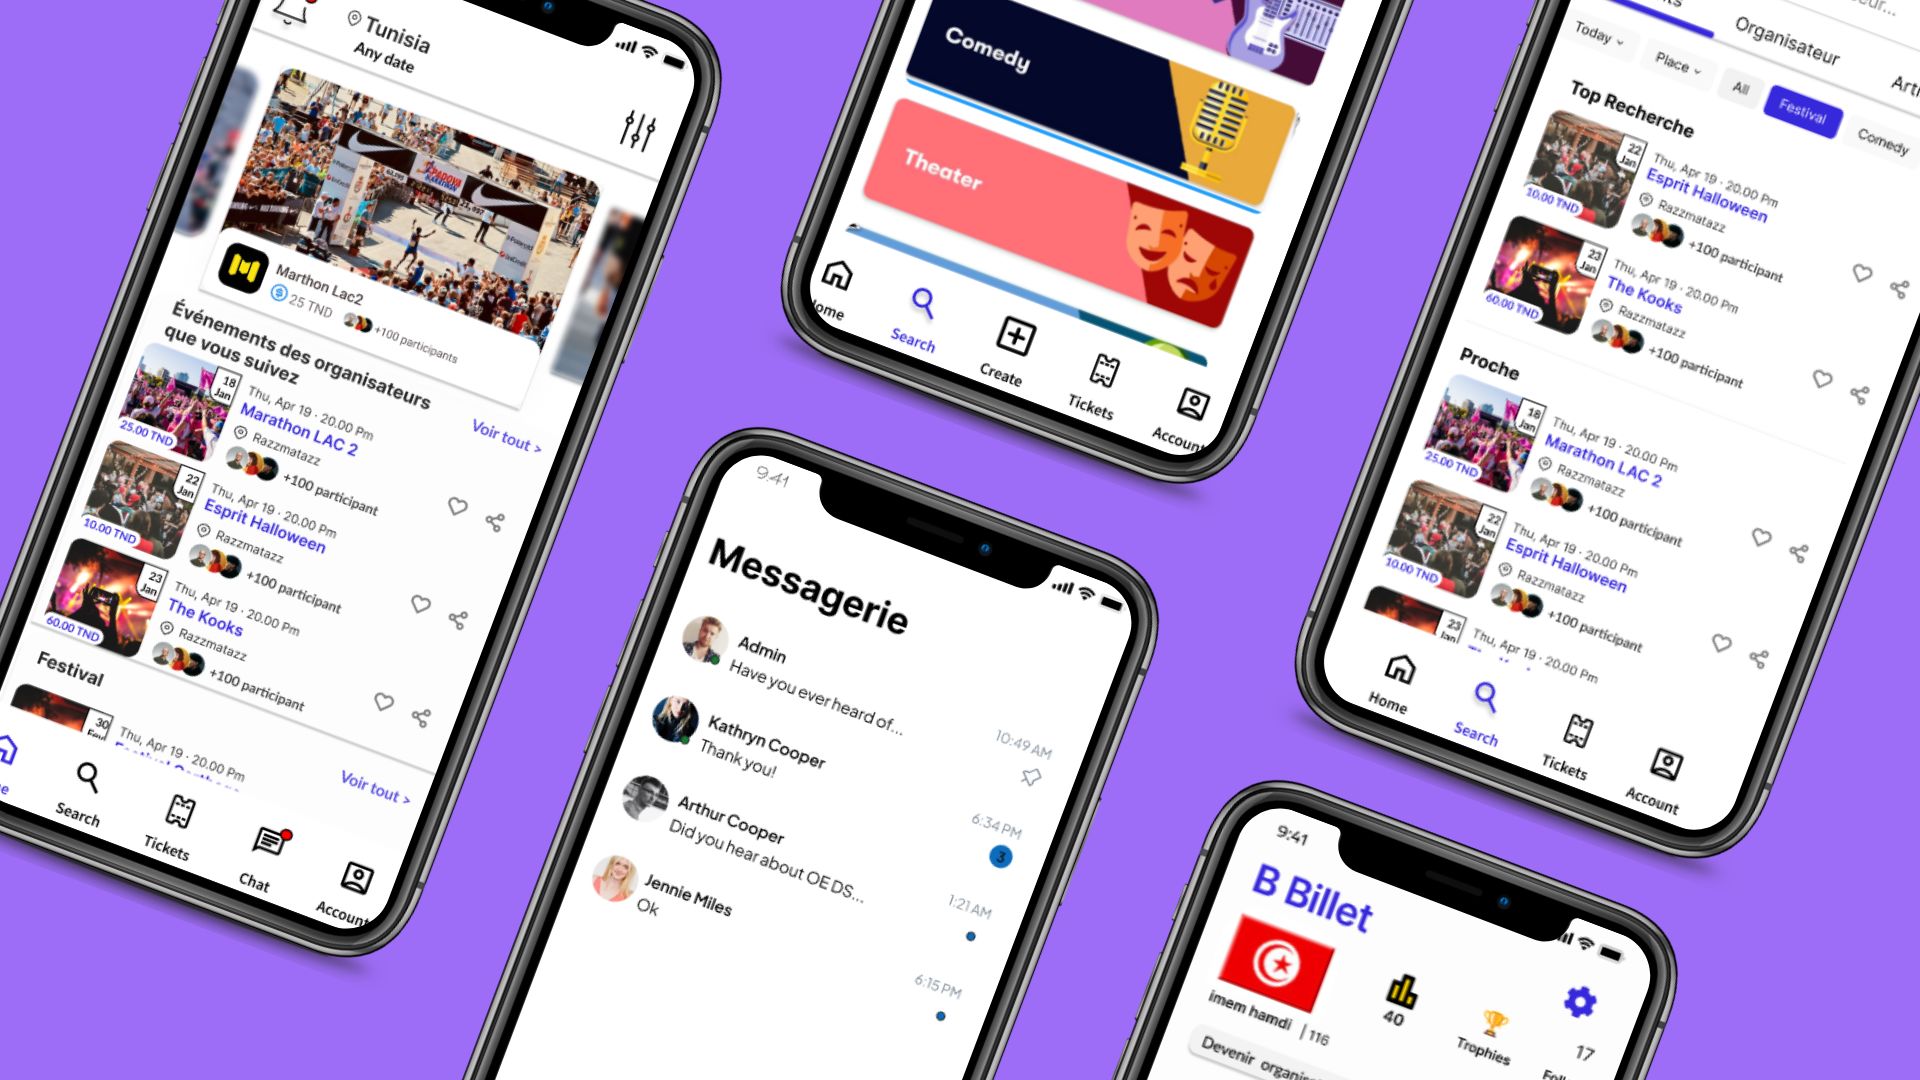 Tunisia
Any date
Marthon Lac2
25 TND
+100 participants
Événements des organisateurs
que vous suivez
Voir tout >
18
Jan
25.00 TND
Thu, Apr 19 · 20.00 Pm
Marathon LAC 2
Razzmatazz
+100 participant
22
Jan
10.00 TND
Thu, Apr 19 · 20.00 Pm
Esprit Halloween
Razzmatazz
+100 participant
23
Jan
60.00 TND
Thu, Apr 19 · 20.00 Pm
The Kooks
Razzmatazz
+100 participant
Festival
Voir tout >
30
Thu, Apr 19 · 20.00 Pm
Search
Tickets
Chat
Account
Comedy
Theater
Search
Create
Tickets
Account
9:41
Messagerie
Admin
Have you ever heard of...
10:49 AM
Kathryn Cooper
Thank you!
6:34 PM
3
Arthur Cooper
Did you hear about OEDS...
1:21 AM
Jennie Miles
Ok
6:15 PM
Organisateur
Today
Place
All
Festival
Comedy
Top Recherche
22
Jan
10.00 TND
Thu, Apr 19 · 20.00 Pm
Esprit Halloween
Razzmatazz
+100 participant
23
Jan
60.00 TND
Thu, Apr 19 · 20.00 Pm
The Kooks
Razzmatazz
+100 participant
Proche
18
Jan
25.00 TND
Thu, Apr 19 · 20.00 Pm
Marathon LAC 2
Razzmatazz
+100 participant
22
Jan
10.00 TND
Thu, Apr 19 · 20.00 Pm
Esprit Halloween
Razzmatazz
+100 participant
23
Jan
Thu, Apr 19 · 20.00 Pm
Home
Search
Tickets
Account
9:41
B Billet
imem hamdi | 116
40
Trophies
17
Devenir